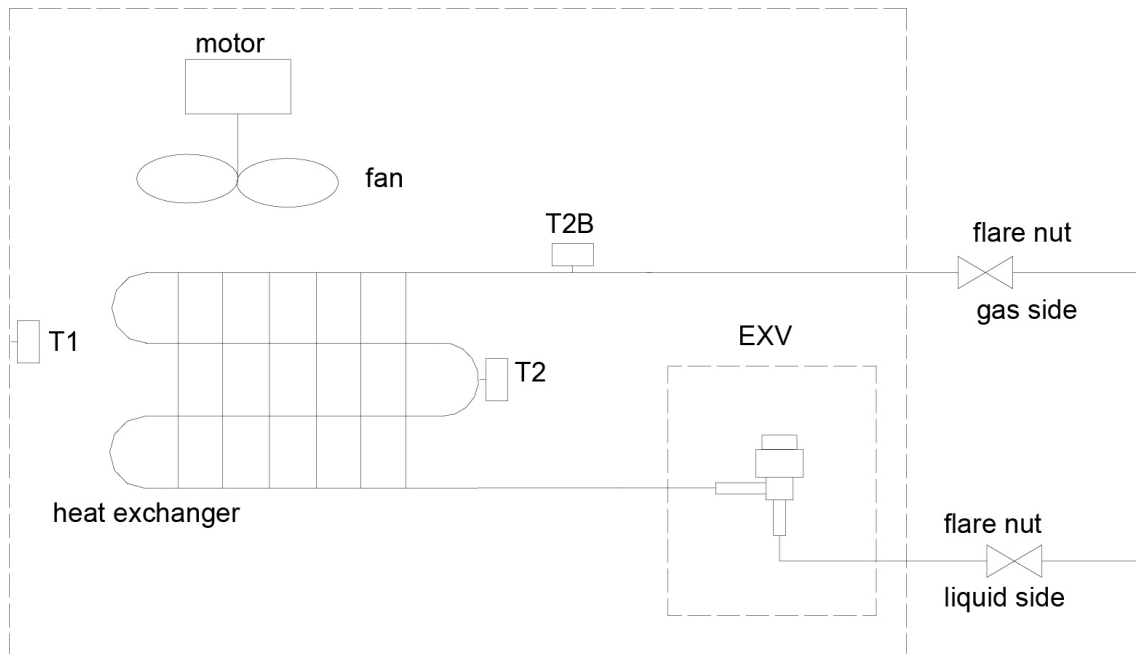 motor
fan
T2B
flare nut
gas side
T1
EXV
T2
heat exchanger
flare nut
liquid side